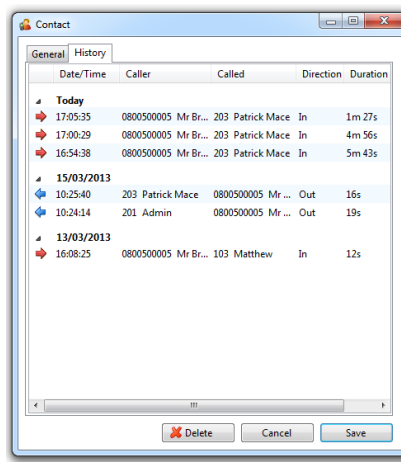 Contact
General History
Date/Time Caller Called Direction Duration
Today
17:05:35 0800500005 Mr Br... 203 Patrick Mace In 1m 27s
17:00:29 0800500005 Mr Br... 203 Patrick Mace In 4m 56s
16:54:38 0800500005 Mr Br... 203 Patrick Mace In 5m 43s
15/03/2013
10:25:40 203 Patrick Mace 0800500005 Mr ... Out 16s
10:24:14 201 Admin 0800500005 Mr ... Out 19s
13/03/2013
16:08:25 0800500005 Mr Br... 103 Matthew In 12s
Delete Cancel Save